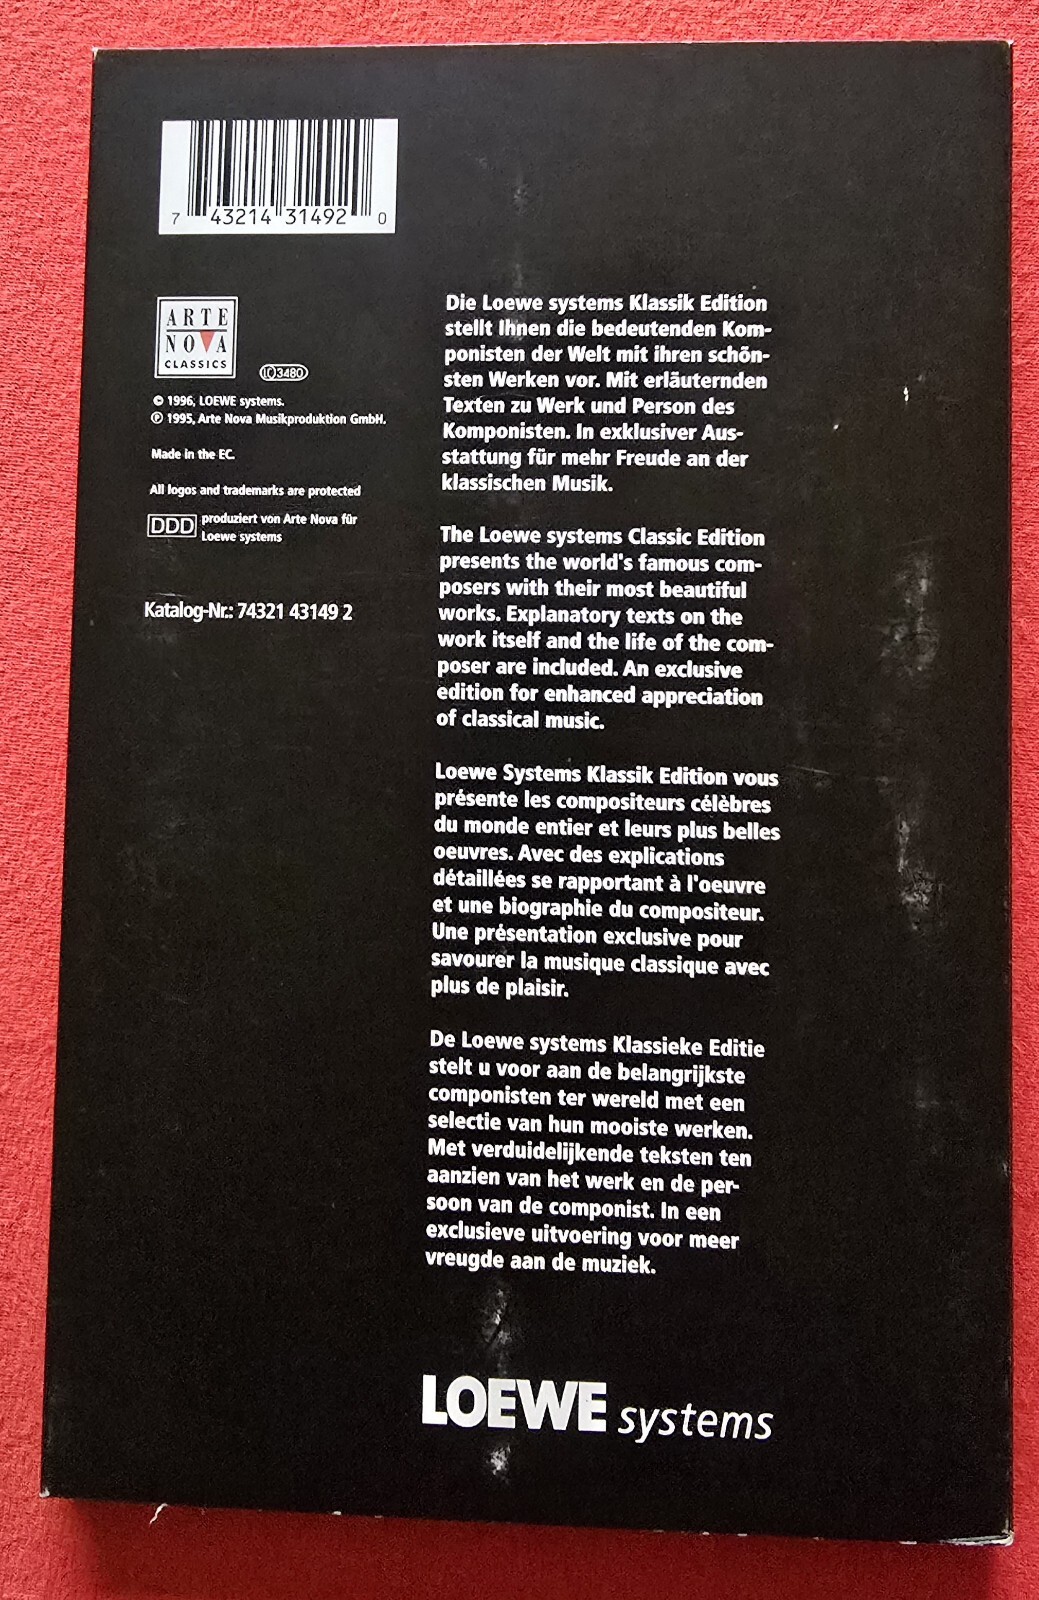 7 43214 31492 0
ARTE
NOVA
CLASSICS
LC 3480
© 1996, LOEWE systems.
℗ 1995, Arte Nova Musikproduktion GmbH.
Made in the EC.
All logos and trademarks are protected
DDD produziert von Arte Nova für
Loewe systems
Katalog-Nr.: 74321 43149 2
Die Loewe systems Klassik Edition
stellt Ihnen die bedeutenden Kom-
ponisten der Welt mit ihren schön-
sten Werken vor. Mit erläuternden
Texten zu Werk und Person des
Komponisten. In exklusiver Aus-
stattung für mehr Freude an der
klassischen Musik.
The Loewe systems Classic Edition
presents the world's famous com-
posers with their most beautiful
works. Explanatory texts on the
work itself and the life of the com-
poser are included. An exclusive
edition for enhanced appreciation
of classical music.
Loewe Systems Klassik Edition vous
présente les compositeurs célèbres
du monde entier et leurs plus belles
oeuvres. Avec des explications
détaillées se rapportant à l'oeuvre
et une biographie du compositeur.
Une présentation exclusive pour
savourer la musique classique avec
plus de plaisir.
De Loewe systems Klassieke Editie
stelt u voor aan de belangrijkste
componisten ter wereld met een
selectie van hun mooiste werken.
Met verduidelijkende teksten ten
aanzien van het werk en de per-
soon van de componist. In een
exclusieve uitvoering voor meer
vreugde aan de muziek.
LOEWE systems